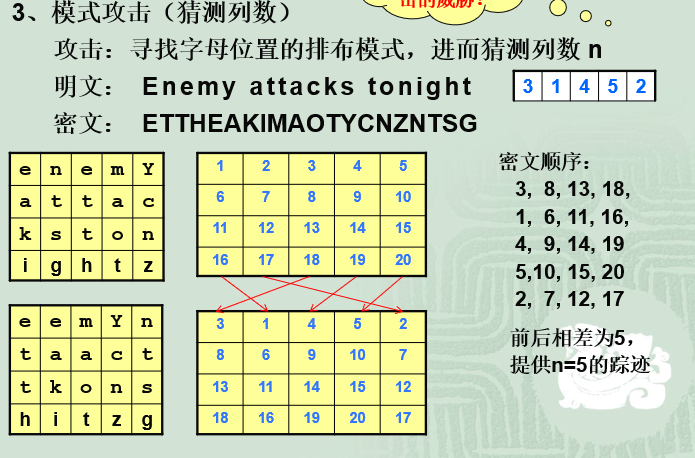 击的威胁？
3、模式攻击（猜测列数）
攻击：寻找字母位置的排布模式，进而猜测列数 n
明文： Enemy attacks tonight
3 1 4 5 2
密文： ETTHEAKIMAOTYCNZNTSG
e n e m Y
a t t a c
k s t o n
i g h t z
1 2 3 4 5
6 7 8 9 10
11 12 13 14 15
16 17 18 19 20
e e m Y n
t a a c t
t k o n s
h i t z g
3 1 4 5 2
8 6 9 10 7
13 11 14 15 12
18 16 19 20 17
密文顺序：
3, 8, 13, 18,
1, 6, 11, 16,
4, 9, 14, 19
5,10, 15, 20
2, 7, 12, 17
前后相差为5，
提供n=5的踪迹